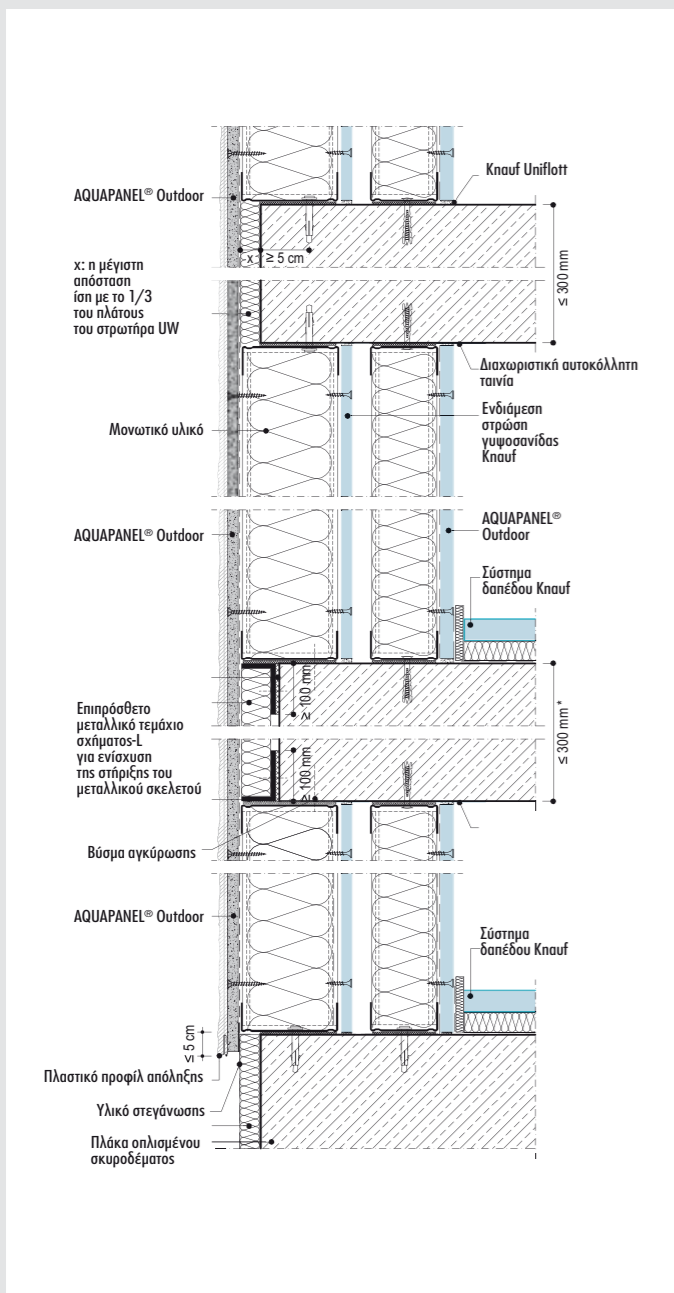 Knauf Uniflott
AQUAPANEL® Outdoor
x
≥ 5 cm
x: η μέγιστη
απόσταση
ίση με το 1/3
του πλάτους
του στρωτήρα UW
≤ 300 mm
Διαχωριστική αυτοκόλλητη
ταινία
Ενδιάμεση
στρώση
γυψοσανίδας
Knauf
Μονωτικό υλικό
AQUAPANEL®
Outdoor
AQUAPANEL® Outdoor
Σύστημα
δαπέδου Knauf
≥ 100 mm
≤ 300 mm *
Επιπρόσθετο
μεταλλικό τεμάχιο
σχήματος-L
για ενίσχυση
της στήριξης του
μεταλλικού σκελετού
≥ 100 mm
Βύσμα αγκύρωσης
AQUAPANEL® Outdoor
Σύστημα
δαπέδου Knauf
≤ 5 cm
Πλαστικό προφίλ απόληξης
Υλικό στεγάνωσης
Πλάκα οπλισμένου
σκυροδέματος